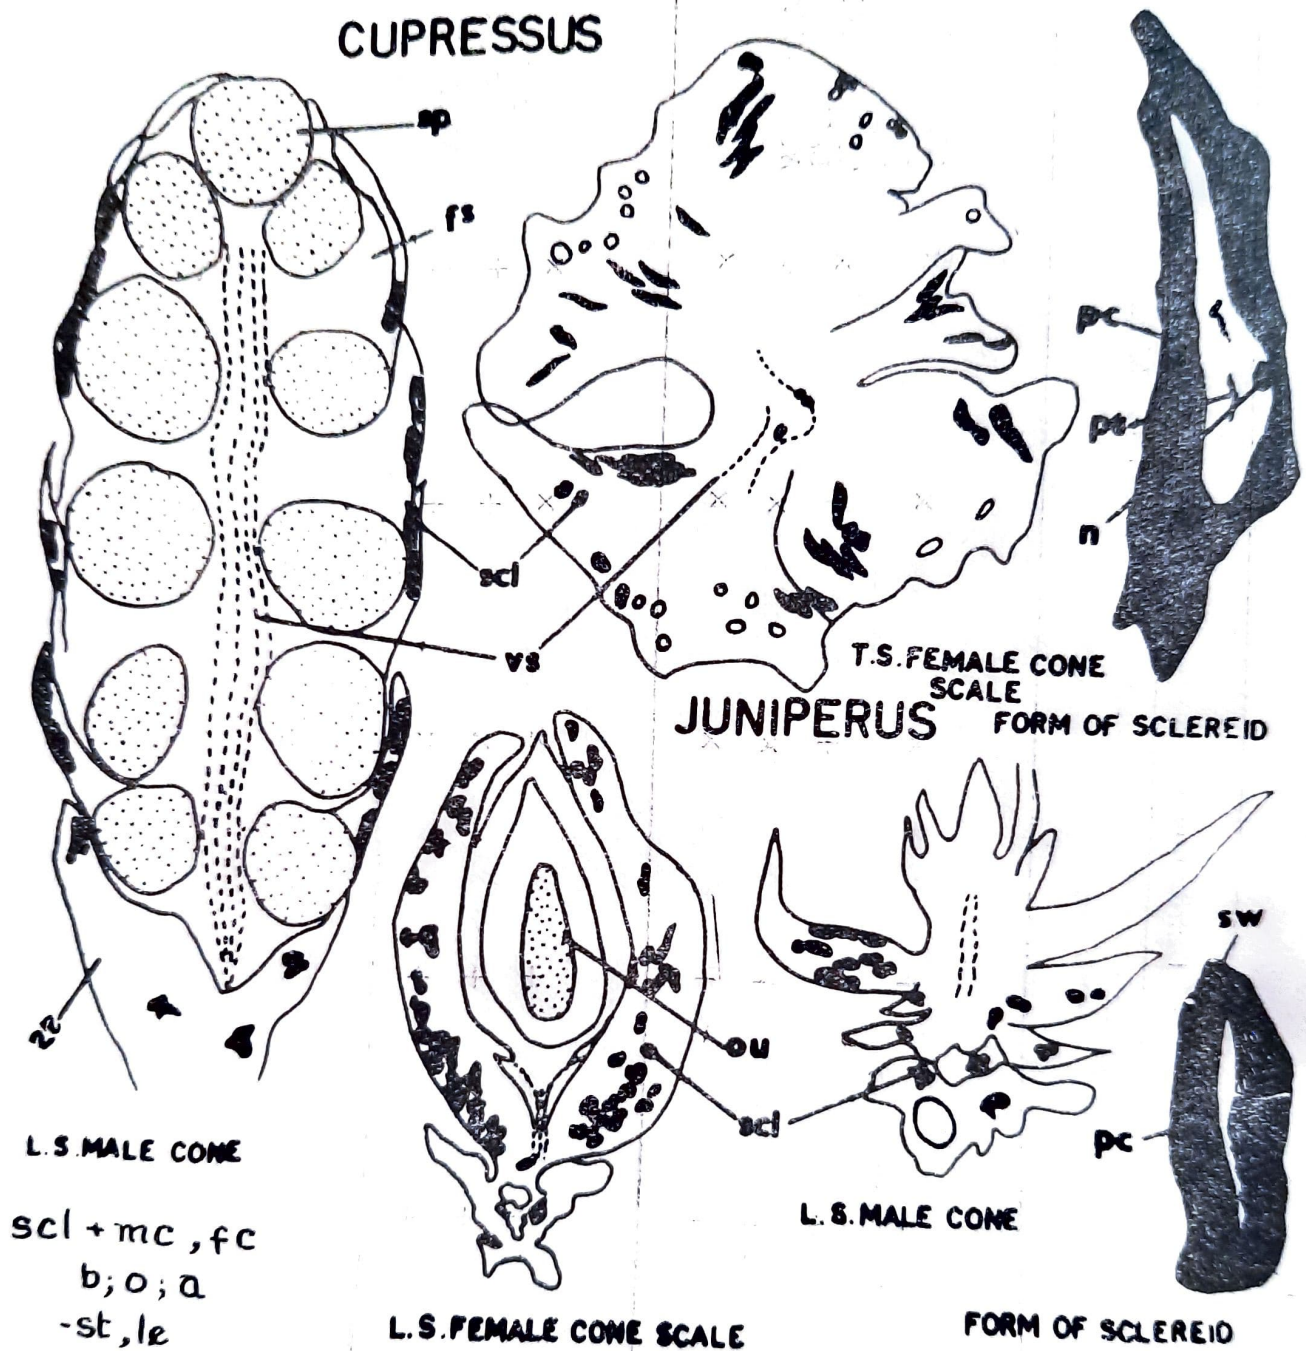 CUPRESSUS
sp
fs
pc
scl
n
vs
T.S. FEMALE CONE
SCALE
JUNIPERUS
FORM OF SCLEREID
sw
ou
scl
pc
L.S. MALE CONE
L.S. MALE CONE
scl + mc, fc
b; o; a
-st, le
L.S. FEMALE CONE SCALE
FORM OF SCLEREID